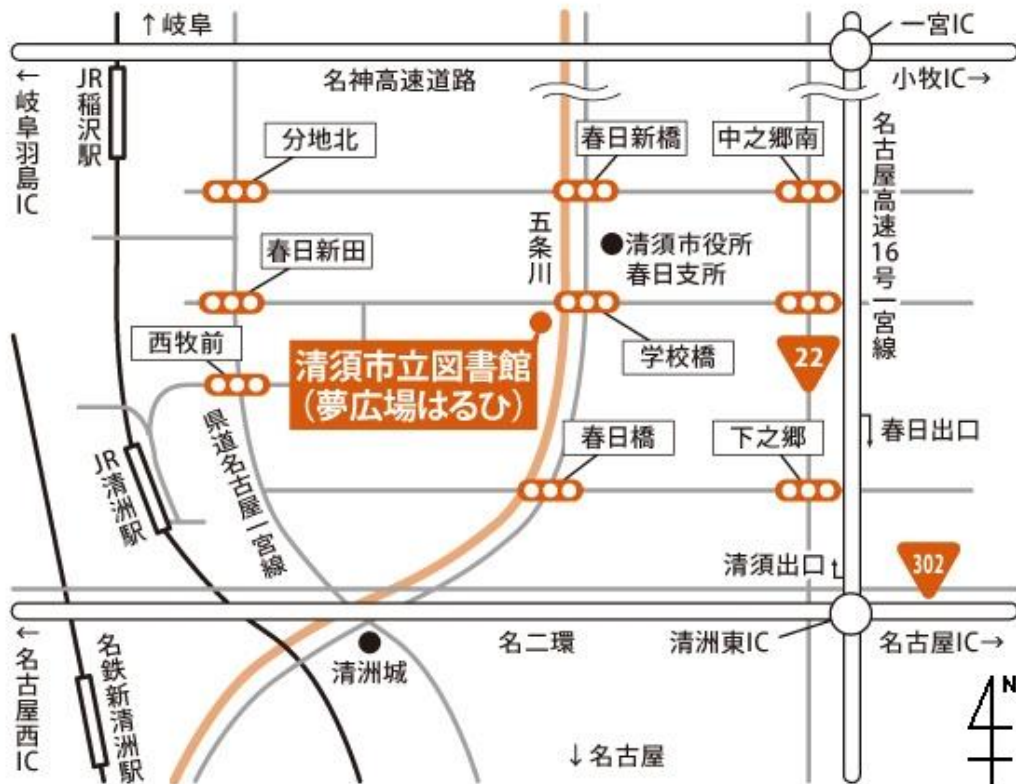 ↑岐阜
一宮IC
←岐阜羽島IC
JR稲沢駅
名神高速道路
小牧IC→
分地北
春日新橋
中之郷南
名古屋高速16号一宮線
五条川
清須市役所
春日支所
春日新田
西牧前
清須市立図書館
(夢広場はるひ)
学校橋
22
春日橋
下之郷
春日出口
県道名古屋一宮線
JR清洲駅
清須出口
302
←名古屋西IC
名鉄新清洲駅
清洲城
名二環
清洲東IC
名古屋IC→
↓名古屋
N